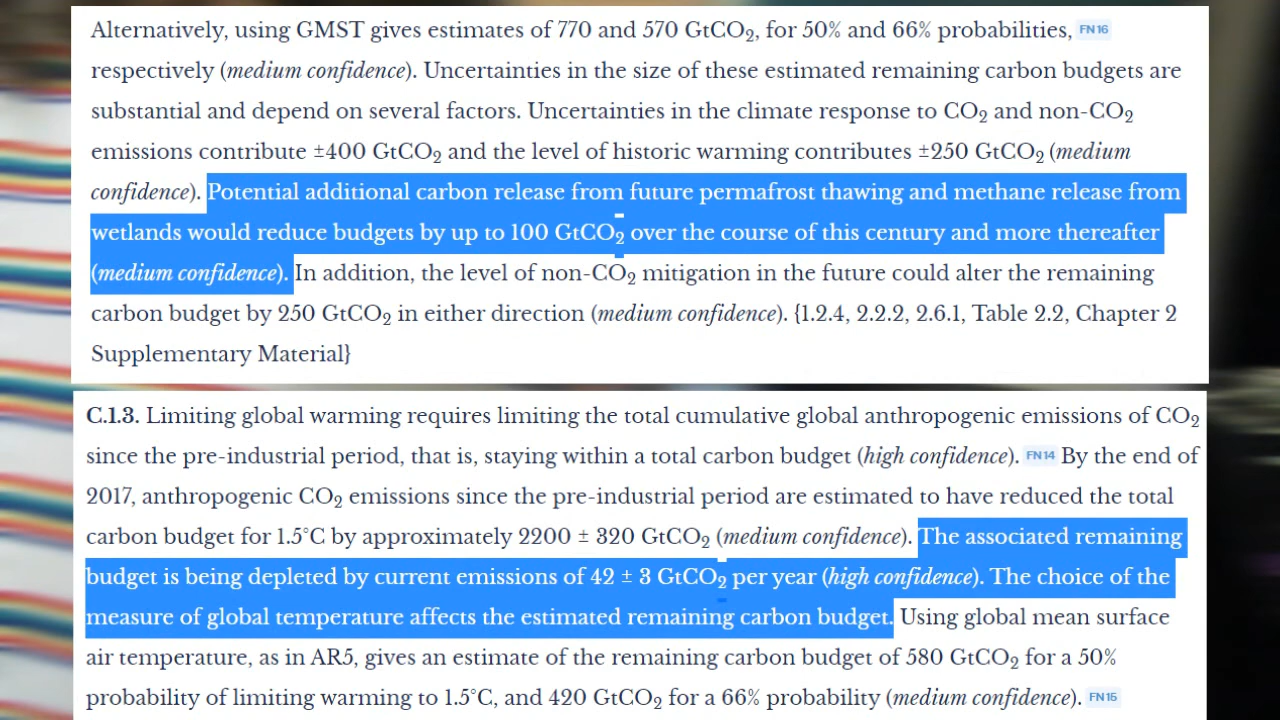 Alternatively, using GMST gives estimates of 770 and 570 GtCO₂, for 50% and 66% probabilities, FN16
respectively (medium confidence). Uncertainties in the size of these estimated remaining carbon budgets are
substantial and depend on several factors. Uncertainties in the climate response to CO₂ and non-CO₂
emissions contribute ±400 GtCO₂ and the level of historic warming contributes ±250 GtCO₂ (medium
confidence). Potential additional carbon release from future permafrost thawing and methane release from
wetlands would reduce budgets by up to 100 GtCO₂ over the course of this century and more thereafter
(medium confidence). In addition, the level of non-CO₂ mitigation in the future could alter the remaining
carbon budget by 250 GtCO₂ in either direction (medium confidence). {1.2.4, 2.2.2, 2.6.1, Table 2.2, Chapter 2
Supplementary Material}
C.1.3. Limiting global warming requires limiting the total cumulative global anthropogenic emissions of CO₂
since the pre-industrial period, that is, staying within a total carbon budget (high confidence). FN14 By the end of
2017, anthropogenic CO₂ emissions since the pre-industrial period are estimated to have reduced the total
carbon budget for 1.5°C by approximately 2200 ± 320 GtCO₂ (medium confidence). The associated remaining
budget is being depleted by current emissions of 42 ± 3 GtCO₂ per year (high confidence). The choice of the
measure of global temperature affects the estimated remaining carbon budget. Using global mean surface
air temperature, as in AR5, gives an estimate of the remaining carbon budget of 580 GtCO₂ for a 50%
probability of limiting warming to 1.5°C, and 420 GtCO₂ for a 66% probability (medium confidence). FN15